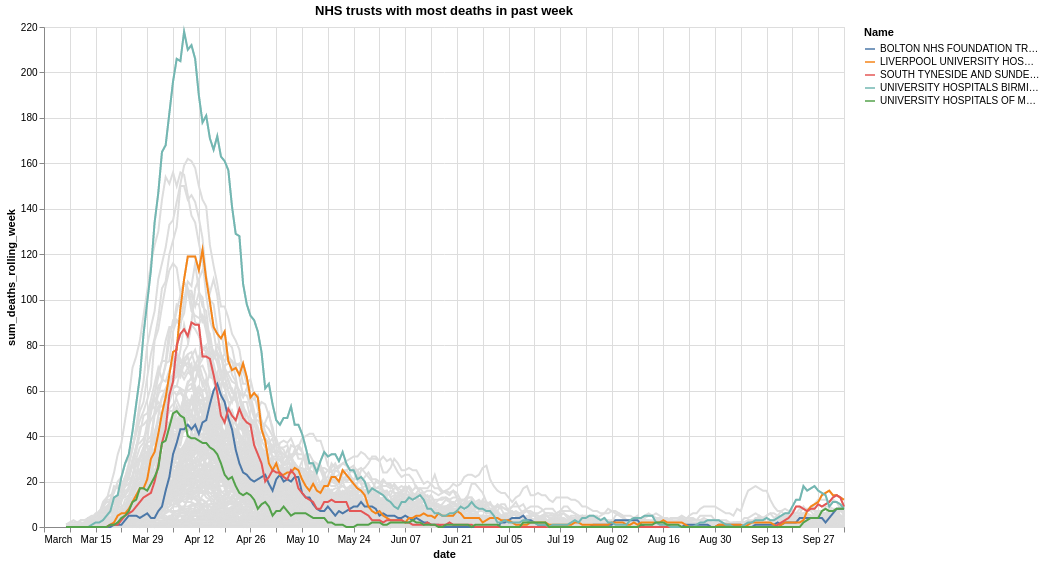 NHS trusts with most deaths in past week
Name
BOLTON NHS FOUNDATION TR…
LIVERPOOL UNIVERSITY HOS…
SOUTH TYNESIDE AND SUNDE…
UNIVERSITY HOSPITALS BIRMI…
UNIVERSITY HOSPITALS OF M…
sum_deaths_rolling_week
220
200
180
160
140
120
100
80
60
40
20
0
March Mar 15 Mar 29 Apr 12 Apr 26 May 10 May 24 Jun 07 Jun 21 Jul 05 Jul 19 Aug 02 Aug 16 Aug 30 Sep 13 Sep 27
date